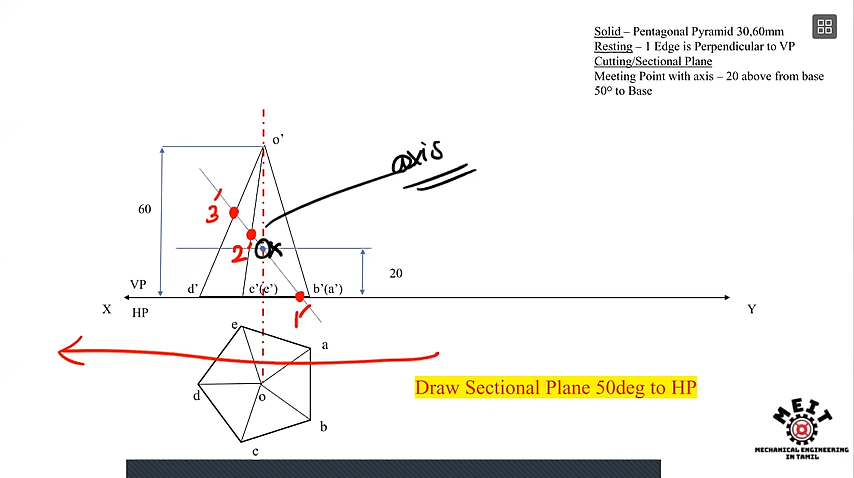 Solid – Pentagonal Pyramid 30,60mm
Resting – 1 Edge is Perpendicular to VP
Cutting/Sectional Plane
Meeting Point with axis – 20 above from base
50° to Base
o'
axis
60
3'
2'
20
d'
c'(e')
b'(a')
VP
X
HP
1'
Y
e
a
d
o
b
c
Draw Sectional Plane 50deg to HP
MEIT
MECHANICAL ENGINEERING
IN TAMIL